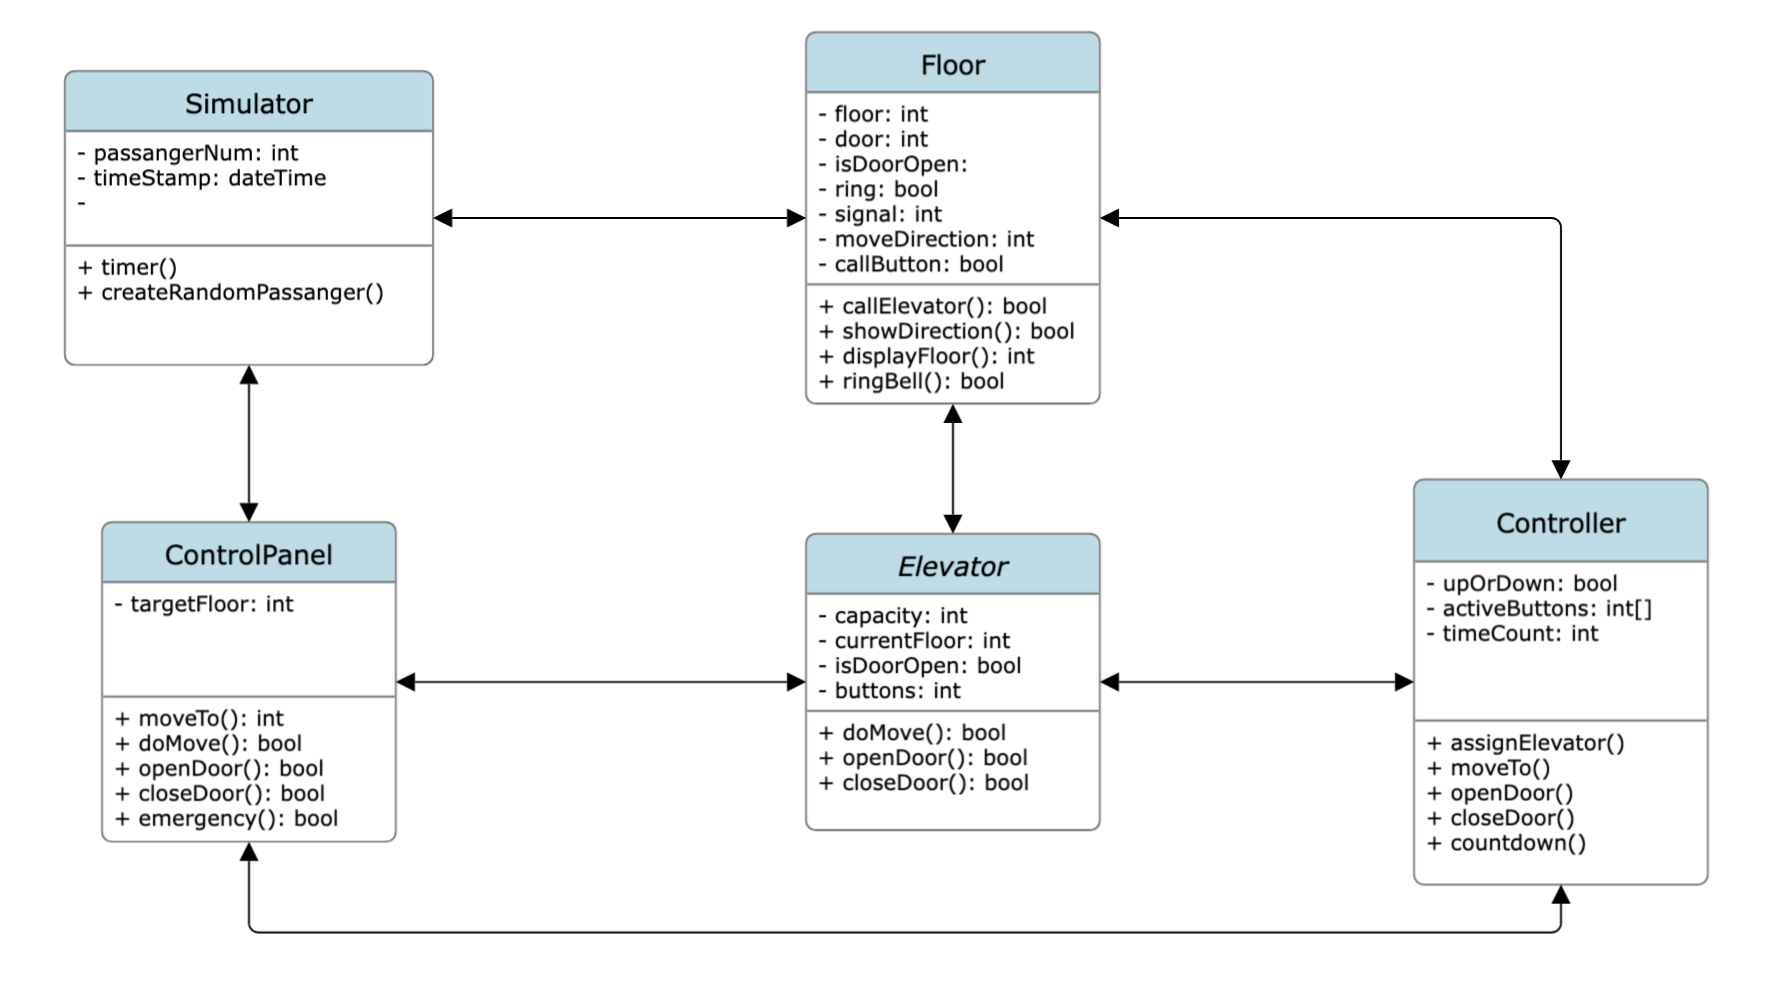 Simulator
- passangerNum: int
- timeStamp: dateTime
-
+ timer()
+ createRandomPassanger()
Floor
- floor: int
- door: int
- isDoorOpen:
- ring: bool
- signal: int
- moveDirection: int
- callButton: bool
+ callElevator(): bool
+ showDirection(): bool
+ displayFloor(): int
+ ringBell(): bool
ControlPanel
- targetFloor: int
+ moveTo(): int
+ doMove(): bool
+ openDoor(): bool
+ closeDoor(): bool
+ emergency(): bool
Elevator
- capacity: int
- currentFloor: int
- isDoorOpen: bool
- buttons: int
+ doMove(): bool
+ openDoor(): bool
+ closeDoor(): bool
Controller
- upOrDown: bool
- activeButtons: int[]
- timeCount: int
+ assignElevator()
+ moveTo()
+ openDoor()
+ closeDoor()
+ countdown()